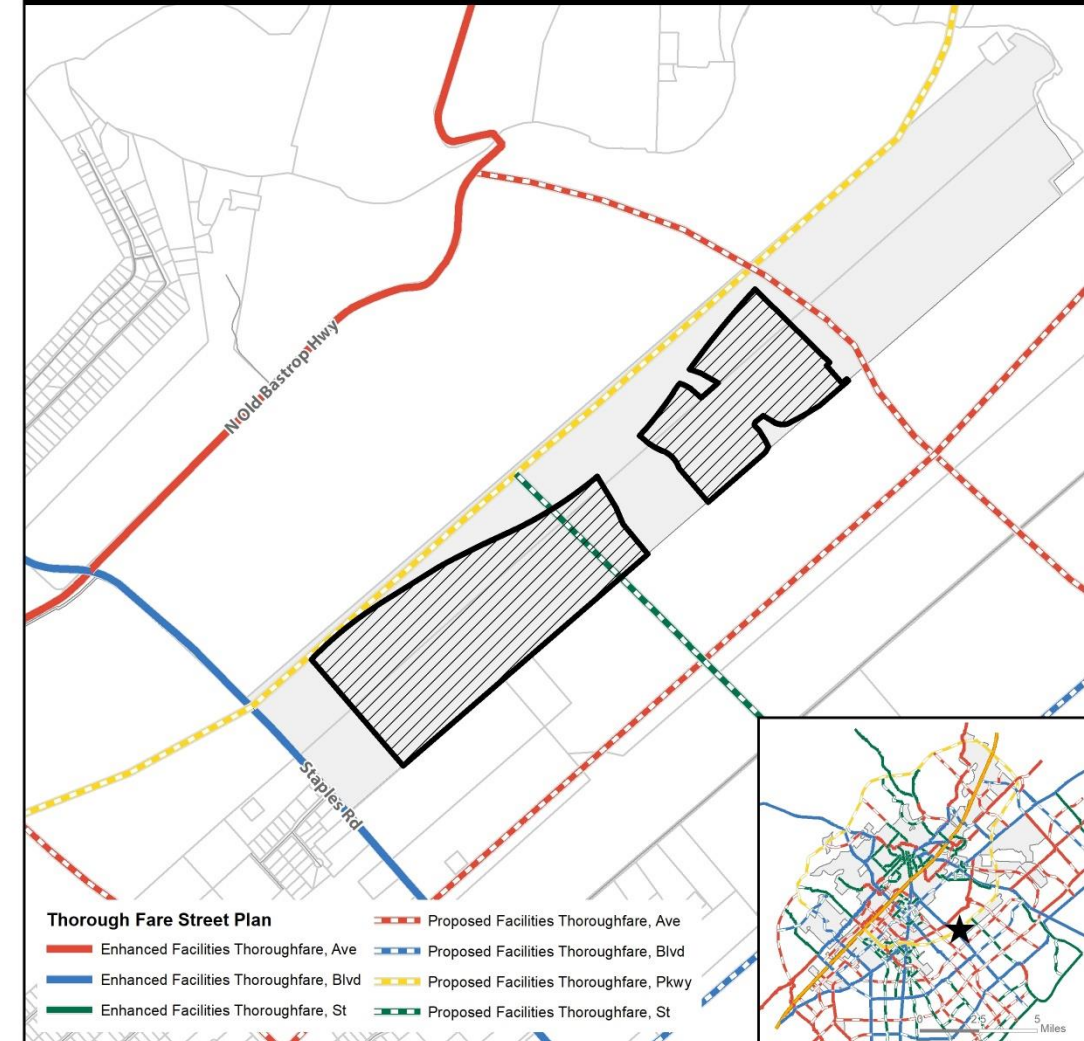 N Old Bastrop Hwy
Staples Rd
Thorough Fare Street Plan
Enhanced Facilities Thoroughfare, Ave
Enhanced Facilities Thoroughfare, Blvd
Enhanced Facilities Thoroughfare, St
Proposed Facilities Thoroughfare, Ave
Proposed Facilities Thoroughfare, Blvd
Proposed Facilities Thoroughfare, Pkwy
Proposed Facilities Thoroughfare, St
0 2.5 5
Miles